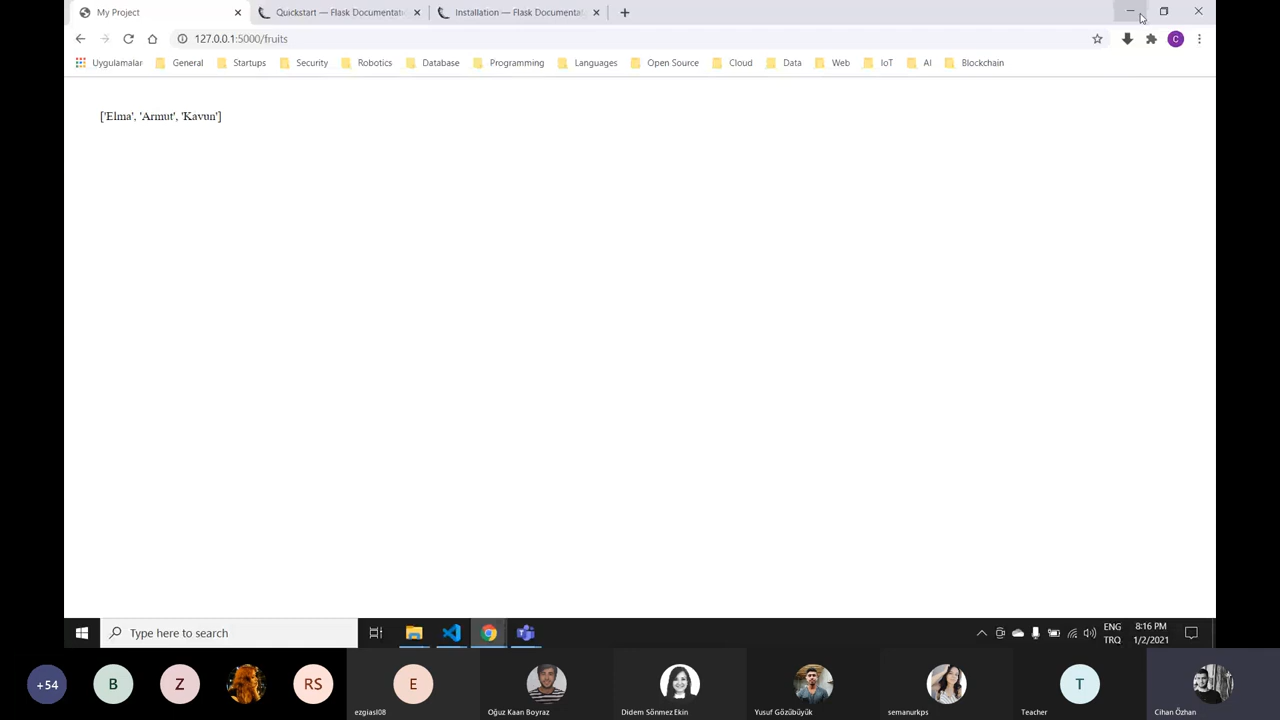 My Project
Quickstart — Flask Documentat
Installation — Flask Documenta
127.0.0.1:5000/fruits
C
Uygulamalar General Startups Security Robotics Database Programming Languages Open Source Cloud Data Web IoT AI Blockchain
['Elma', 'Armut', 'Kavun']
Type here to search
ENG
TRQ
8:16 PM
1/2/2021
+54
B
Z
RS
E
T
ezgiasl08
Oğuz Kaan Boyraz
Didem Sönmez Ekin
Yusuf Gözübüyük
semanurkps
Teacher
Cihan Özhan